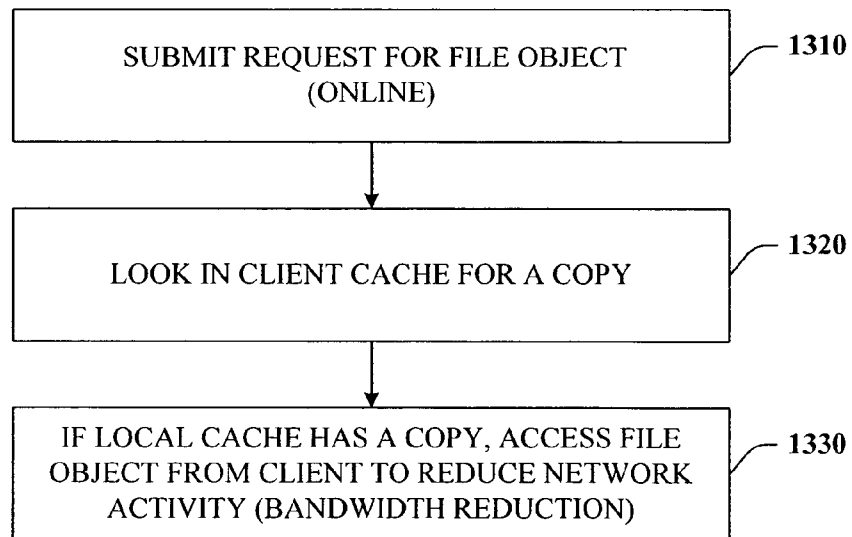 SUBMIT REQUEST FOR FILE OBJECT
(ONLINE)
1310
LOOK IN CLIENT CACHE FOR A COPY
1320
IF LOCAL CACHE HAS A COPY, ACCESS FILE
OBJECT FROM CLIENT TO REDUCE NETWORK
ACTIVITY (BANDWIDTH REDUCTION)
1330